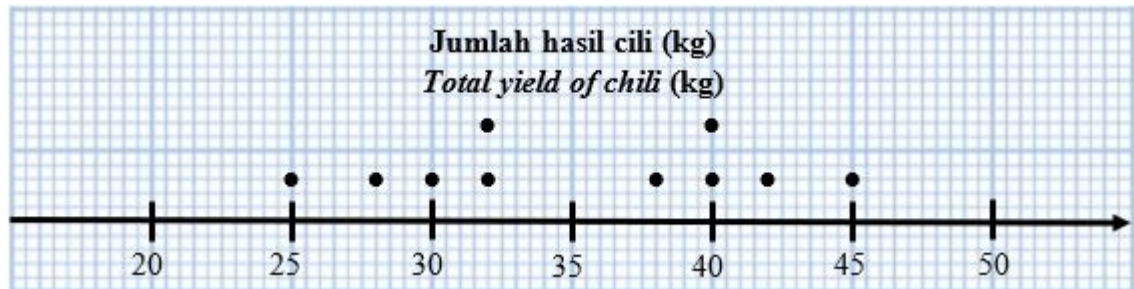 Jumlah hasil cili (kg)
Total yield of chili (kg)
20 25 30 35 40 45 50